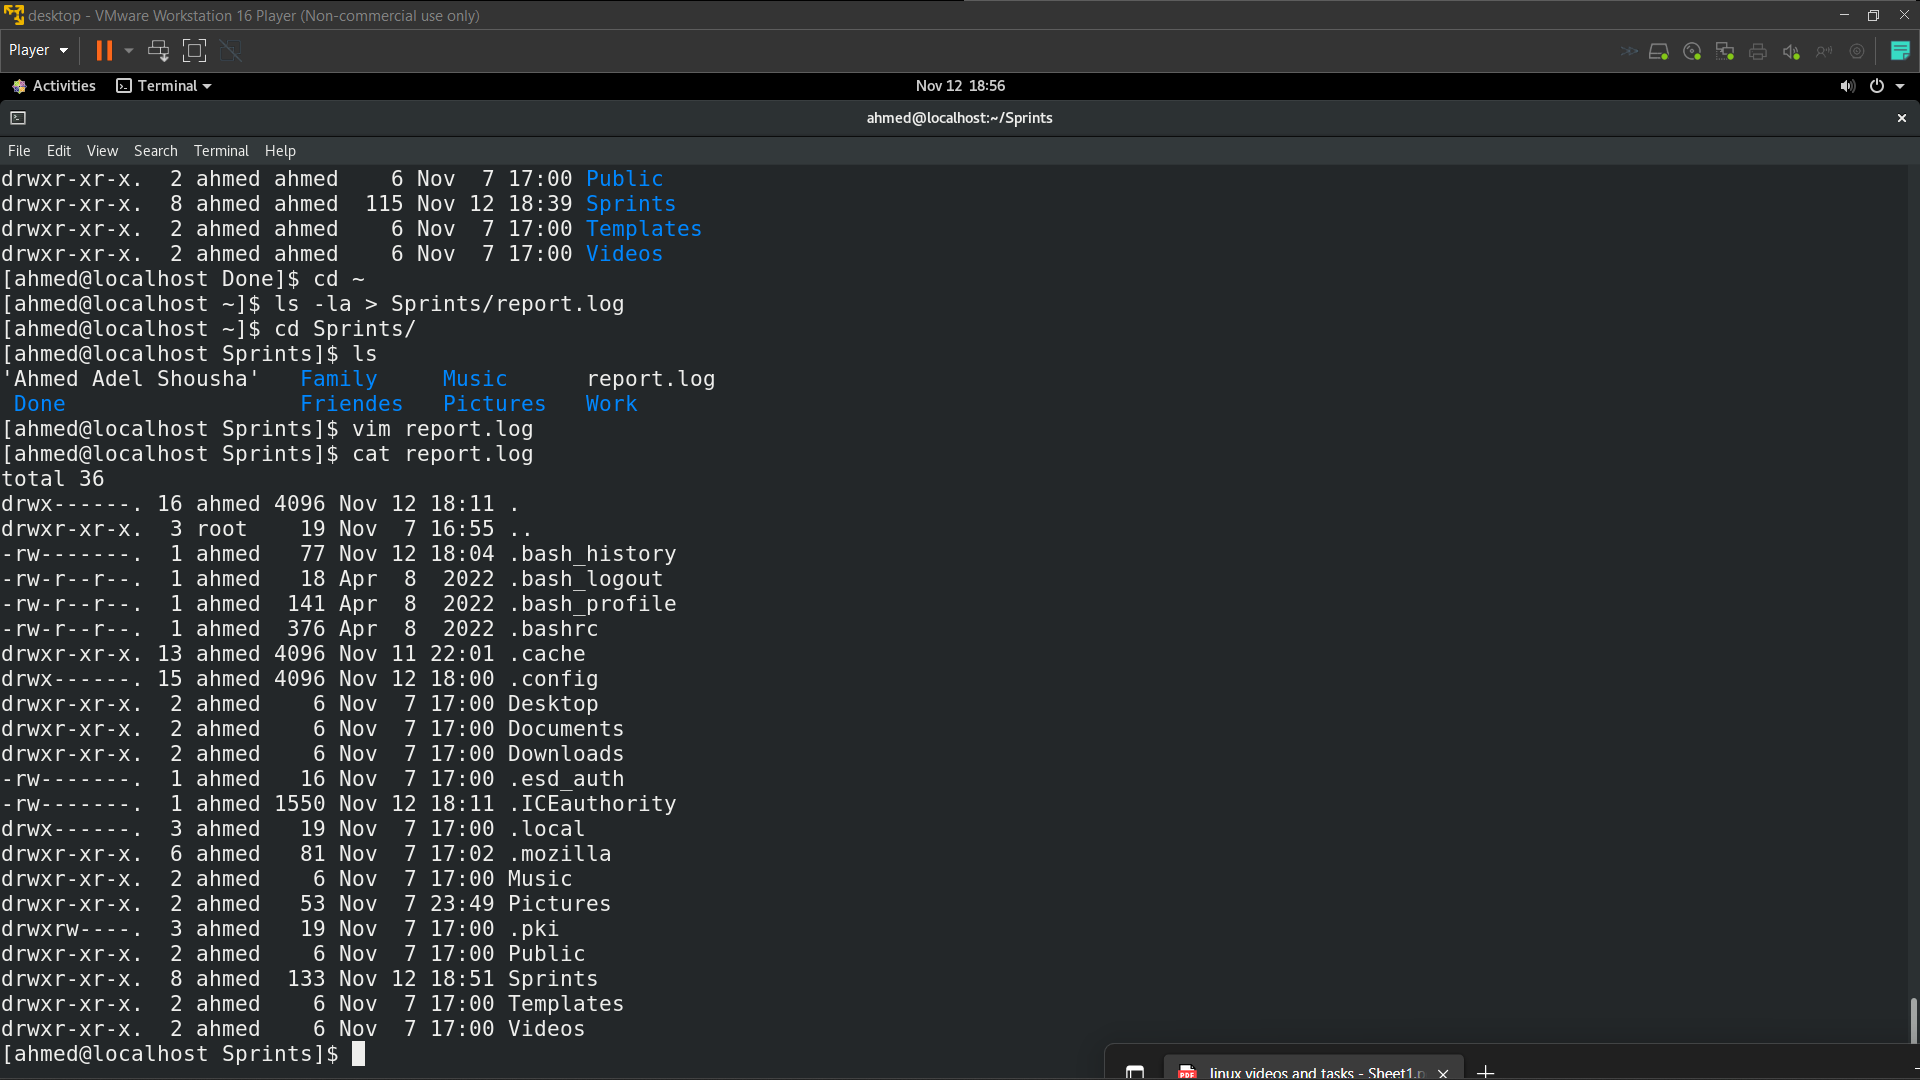 desktop - VMware Workstation 16 Player (Non-commercial use only)
Player
Activities Terminal Nov 12 18:56
ahmed@localhost:~/Sprints
File Edit View Search Terminal Help
drwxr-xr-x.  2 ahmed ahmed    6 Nov  7 17:00 Public
drwxr-xr-x.  8 ahmed ahmed  115 Nov 12 18:39 Sprints
drwxr-xr-x.  2 ahmed ahmed    6 Nov  7 17:00 Templates
drwxr-xr-x.  2 ahmed ahmed    6 Nov  7 17:00 Videos
[ahmed@localhost Done]$ cd ~
[ahmed@localhost ~]$ ls -la > Sprints/report.log
[ahmed@localhost ~]$ cd Sprints/
[ahmed@localhost Sprints]$ ls
'Ahmed Adel Shousha'   Family     Music      report.log
 Done                  Friendes   Pictures   Work
[ahmed@localhost Sprints]$ vim report.log
[ahmed@localhost Sprints]$ cat report.log
total 36
drwx------. 16 ahmed 4096 Nov 12 18:11 .
drwxr-xr-x.  3 root    19 Nov  7 16:55 ..
-rw-------.  1 ahmed   77 Nov 12 18:04 .bash_history
-rw-r--r--.  1 ahmed   18 Apr  8  2022 .bash_logout
-rw-r--r--.  1 ahmed  141 Apr  8  2022 .bash_profile
-rw-r--r--.  1 ahmed  376 Apr  8  2022 .bashrc
drwxr-xr-x. 13 ahmed 4096 Nov 11 22:01 .cache
drwx------. 15 ahmed 4096 Nov 12 18:00 .config
drwxr-xr-x.  2 ahmed    6 Nov  7 17:00 Desktop
drwxr-xr-x.  2 ahmed    6 Nov  7 17:00 Documents
drwxr-xr-x.  2 ahmed    6 Nov  7 17:00 Downloads
-rw-------.  1 ahmed   16 Nov  7 17:00 .esd_auth
-rw-------.  1 ahmed 1550 Nov 12 18:11 .ICEauthority
drwx------.  3 ahmed   19 Nov  7 17:00 .local
drwxr-xr-x.  6 ahmed   81 Nov  7 17:02 .mozilla
drwxr-xr-x.  2 ahmed    6 Nov  7 17:00 Music
drwxr-xr-x.  2 ahmed   53 Nov  7 23:49 Pictures
drwxrw----.  3 ahmed   19 Nov  7 17:00 .pki
drwxr-xr-x.  2 ahmed    6 Nov  7 17:00 Public
drwxr-xr-x.  8 ahmed  133 Nov 12 18:51 Sprints
drwxr-xr-x.  2 ahmed    6 Nov  7 17:00 Templates
drwxr-xr-x.  2 ahmed    6 Nov  7 17:00 Videos
[ahmed@localhost Sprints]$
PDF linux videos and tasks - Sheet1.p